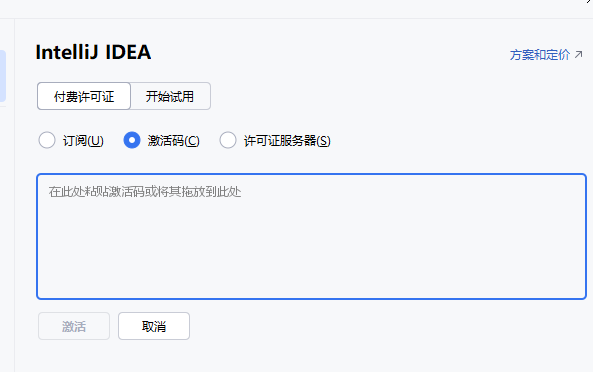 IntelliJ IDEA
方案和定价 ↗
付费许可证 开始试用
订阅(U) 激活码(C) 许可证服务器(S)
在此处粘贴激活码或将其拖放到此处
激活 取消